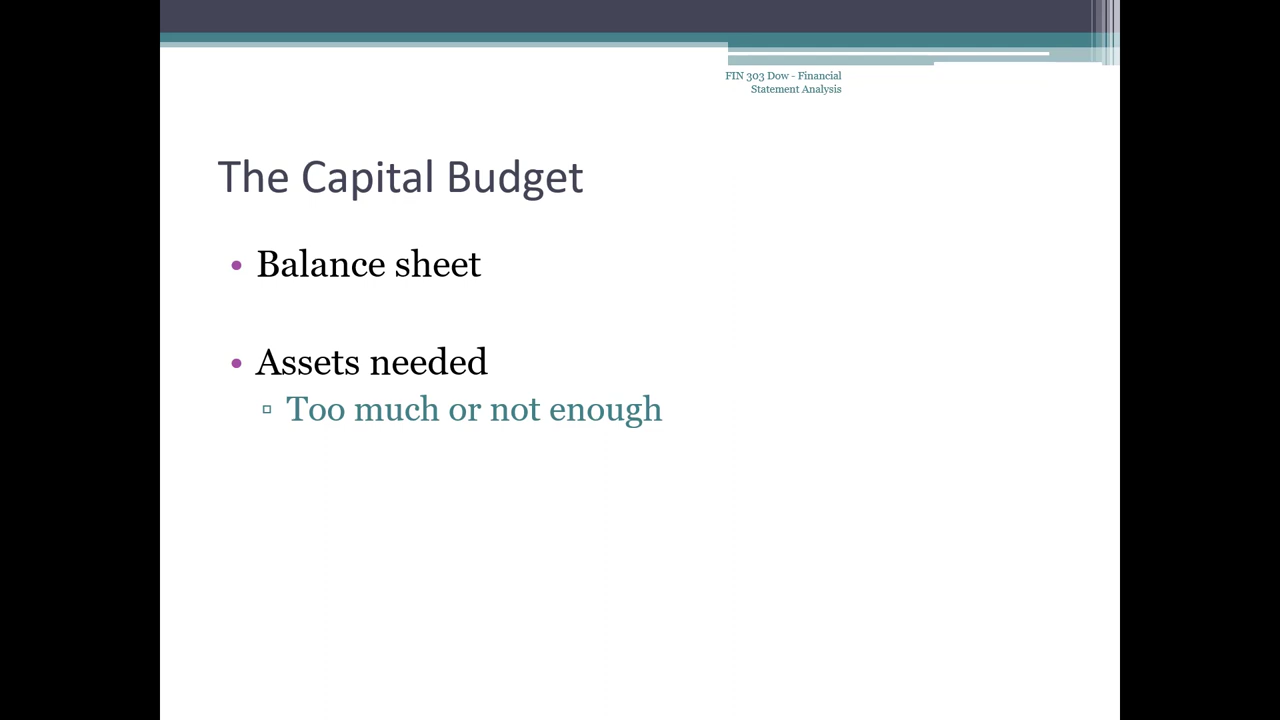 FIN 303 Dow - Financial
Statement Analysis
The Capital Budget
• Balance sheet
• Assets needed
▫ Too much or not enough